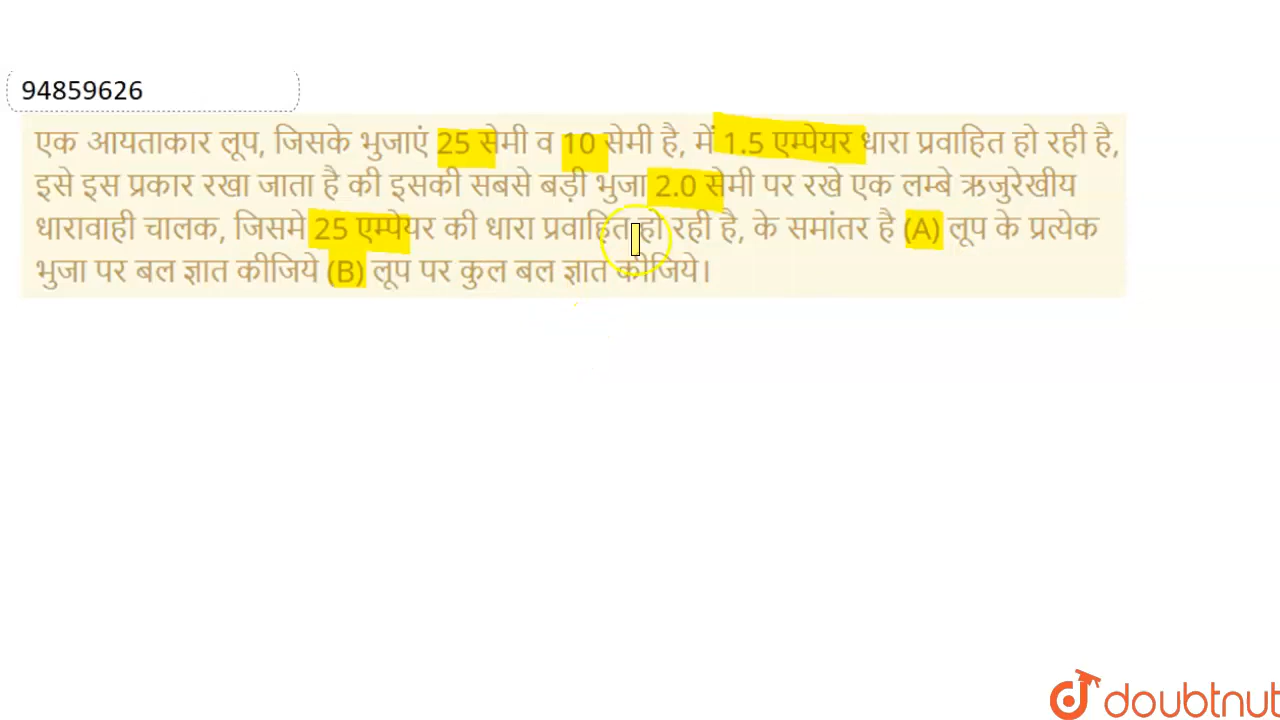 94859626
एक आयताकार लूप, जिसके भुजाएं 25 सेमी व 10 सेमी है, में 1.5 एम्पेयर धारा प्रवाहित हो रही है,
इसे इस प्रकार रखा जाता है की इसकी सबसे बड़ी भुजा 2.0 सेमी पर रखे एक लम्बे ऋजुरेखीय
धारावाही चालक, जिसमे 25 एम्पेयर की धारा प्रवाहित हो रही है, के समांतर है (A) लूप के प्रत्येक
भुजा पर बल ज्ञात कीजिये (B) लूप पर कुल बल ज्ञात कीजिये।
doubtnut